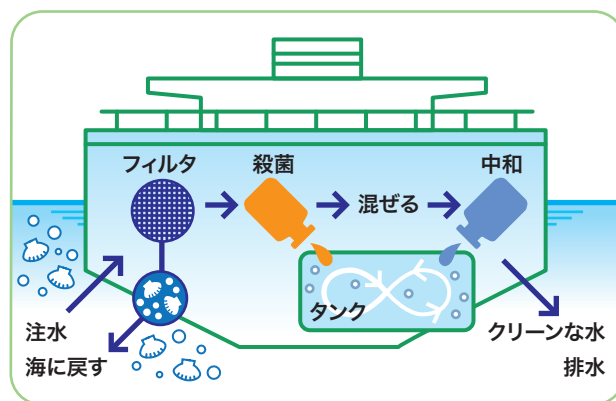 フィルタ
殺菌
中和
混ぜる
タンク
注水
海に戻す
クリーンな水
排水